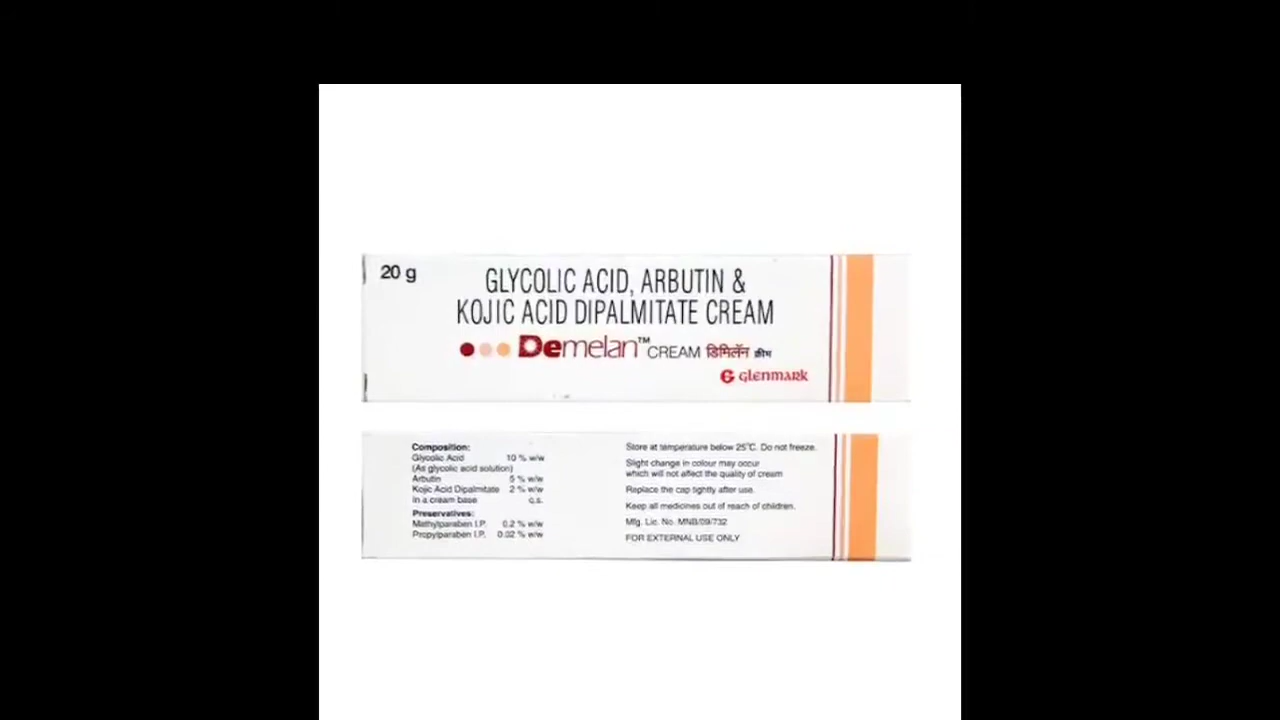 20 g
GLYCOLIC ACID, ARBUTIN &
KOJIC ACID DIPALMITATE CREAM
Demelan™ CREAM डिमिलॅन क्रीम
G glenmark
Composition:
Glycolic Acid 10 % w/w
(As glycolic acid solution)
Arbutin 5 % w/w
Kojic Acid Dipalmitate 2 % w/w
In a cream base q.s.
Preservatives:
Methylparaben I.P. 0.2 % w/w
Propylparaben I.P. 0.02 % w/w
Store at temperature below 25°C. Do not freeze.
Slight change in colour may occur
which will not affect the quality of cream
Replace the cap tightly after use.
Keep all medicines out of reach of children.
Mfg. Lic. No. MNB/09/732
FOR EXTERNAL USE ONLY